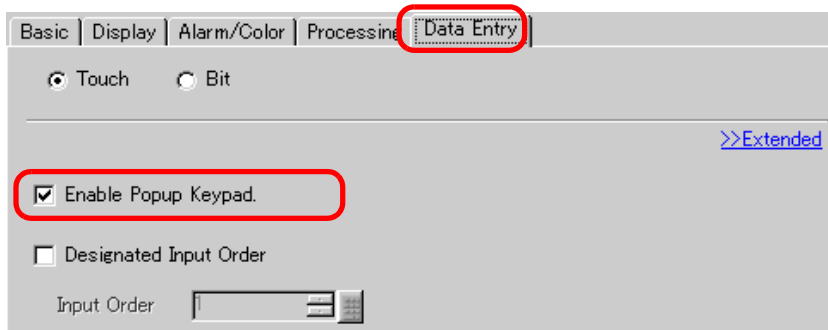 Basic Display Alarm/Color Processing Data Entry
Touch Bit
>>Extended
Enable Popup Keypad.
Designated Input Order
Input Order 1